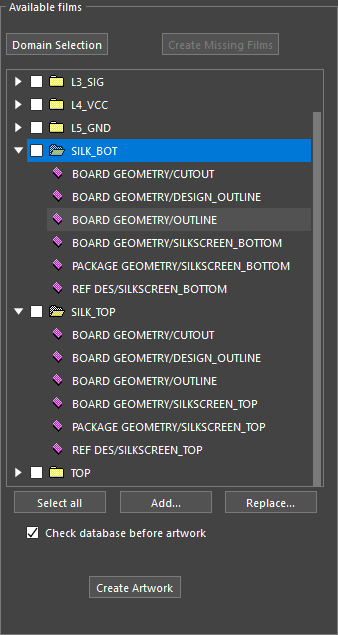 Available films
Domain Selection
Create Missing Films
L3_SIG
L4_VCC
L5_GND
SILK_BOT
BOARD GEOMETRY/CUTOUT
BOARD GEOMETRY/DESIGN_OUTLINE
BOARD GEOMETRY/OUTLINE
BOARD GEOMETRY/SILKSCREEN_BOTTOM
PACKAGE GEOMETRY/SILKSCREEN_BOTTOM
REF DES/SILKSCREEN_BOTTOM
SILK_TOP
BOARD GEOMETRY/CUTOUT
BOARD GEOMETRY/DESIGN_OUTLINE
BOARD GEOMETRY/OUTLINE
BOARD GEOMETRY/SILKSCREEN_TOP
PACKAGE GEOMETRY/SILKSCREEN_TOP
REF DES/SILKSCREEN_TOP
TOP
Select all
Add...
Replace...
Check database before artwork
Create Artwork